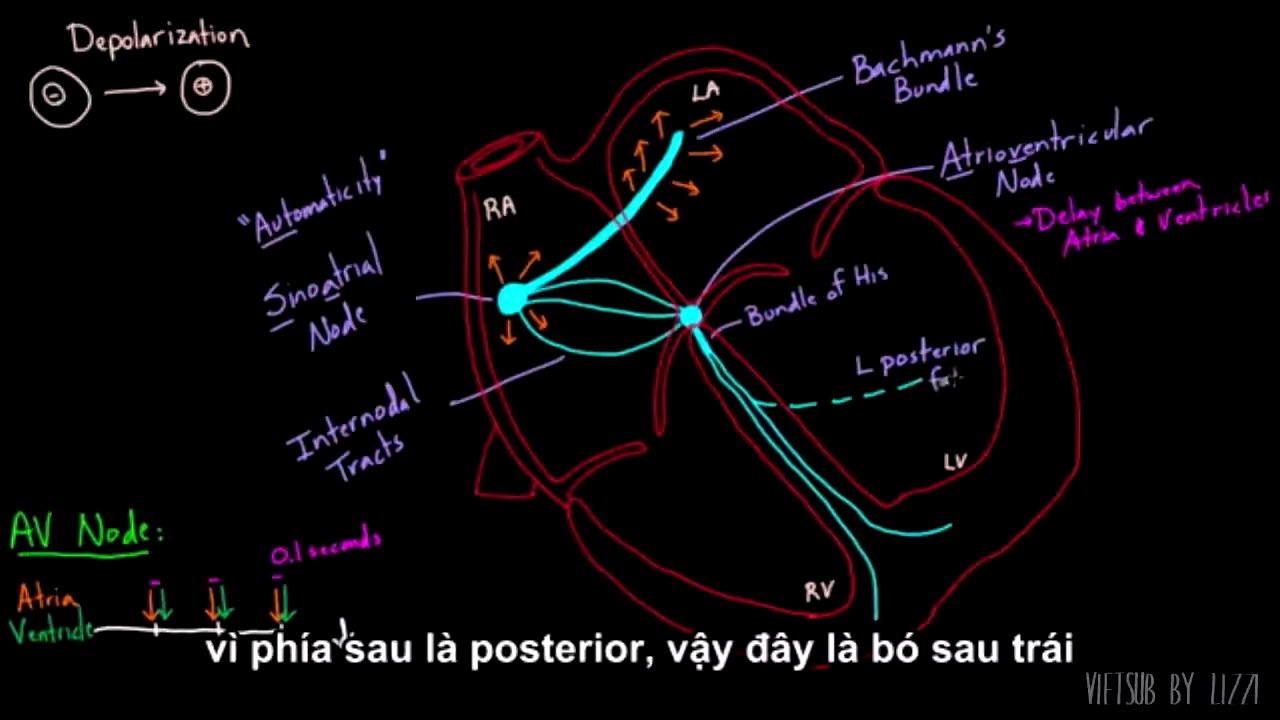 Depolarization
Bachmann's
Bundle
LA
Atrioventricular
Node
→Delay between
Atria & Ventricles
"Automaticity"
RA
Sinoatrial
Node
Bundle of His
L posterior
Internodal
Tracts
LV
AV Node:
0.1 seconds
Atria
Ventricle
RV
vì phía sau là posterior, vậy đây là bó sau trái
VIETSUB BY LIZZI